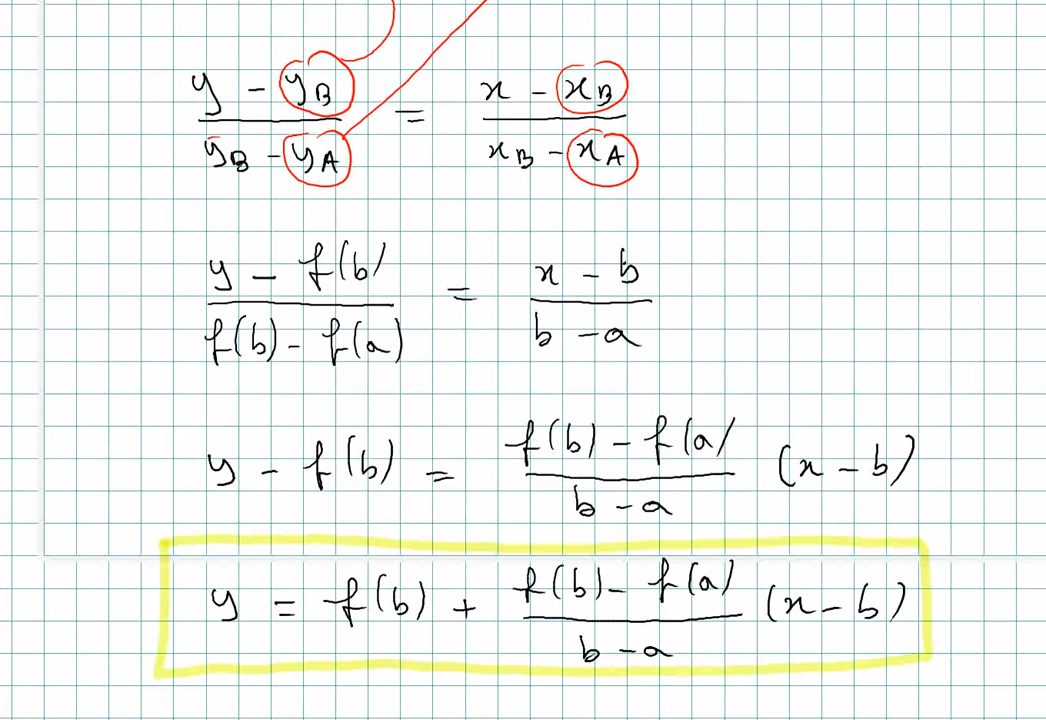 (y - y_B)/(y_B - y_A) = (x - x_B)/(x_B - x_A)
(y - f(b))/(f(b) - f(a)) = (x - b)/(b - a)
y - f(b) = (f(b) - f(a))/(b - a) (x - b)
y = f(b) + (f(b) - f(a))/(b - a) (x - b)